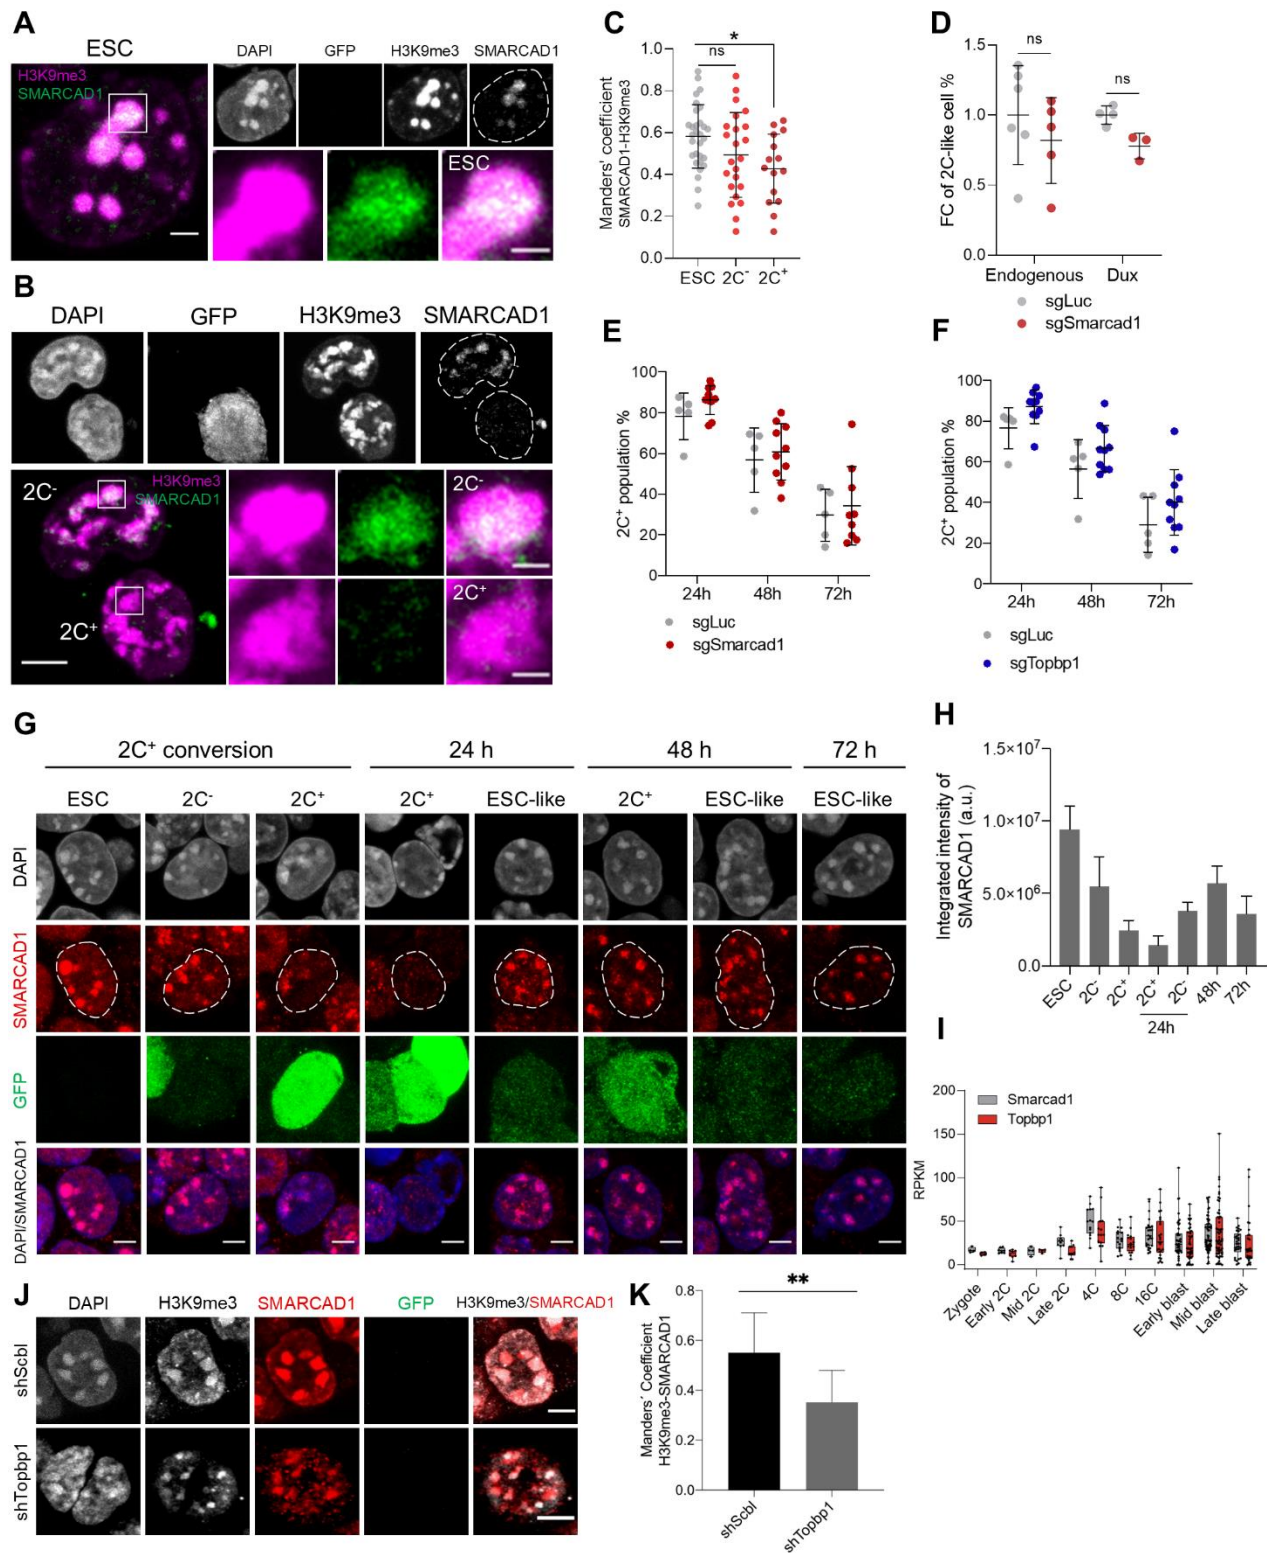 A
ESC
H3K9me3
SMARCAD1
DAPI
GFP
H3K9me3
SMARCAD1
ESC
B
DAPI
GFP
H3K9me3
SMARCAD1
2C-
H3K9me3
SMARCAD1
2C+
2C-
2C+
C
Manders' coefficient
SMARCAD1-H3K9me3
1.0
0.8
0.6
0.4
0.2
0.0
ns
*
ESC 2C- 2C+
D
FC of 2C-like cell %
1.5
1.0
0.5
0.0
ns
ns
Endogenous Dux
sgLuc
sgSmarcad1
E
2C+ population %
100
80
60
40
20
0
24h 48h 72h
sgLuc
sgSmarcad1
F
2C+ population %
100
80
60
40
20
0
24h 48h 72h
sgLuc
sgTopbp1
G
2C+ conversion 24 h 48 h 72 h
ESC 2C- 2C+ 2C+ ESC-like 2C+ ESC-like ESC-like
DAPI
SMARCAD1
GFP
DAPI/SMARCAD1
H
Integrated intensity of
SMARCAD1 (a.u.)
1.5×10⁷
1.0×10⁷
5.0×10⁶
0.0
ESC 2C- 2C+ 2C+ 2C- 48h 72h
24h
I
RPKM
200
150
100
50
0
Smarcad1
Topbp1
Zygote Early 2C Mid 2C Late 2C 4C 8C 16C Early blast Mid blast Late blast
J
DAPI H3K9me3 SMARCAD1 GFP H3K9me3/SMARCAD1
shScbl
shTopbp1
K
Manders´ Coefficient
H3K9me3-SMARCAD1
0.8
0.6
0.4
0.2
0.0
**
shScbl shTopbp1